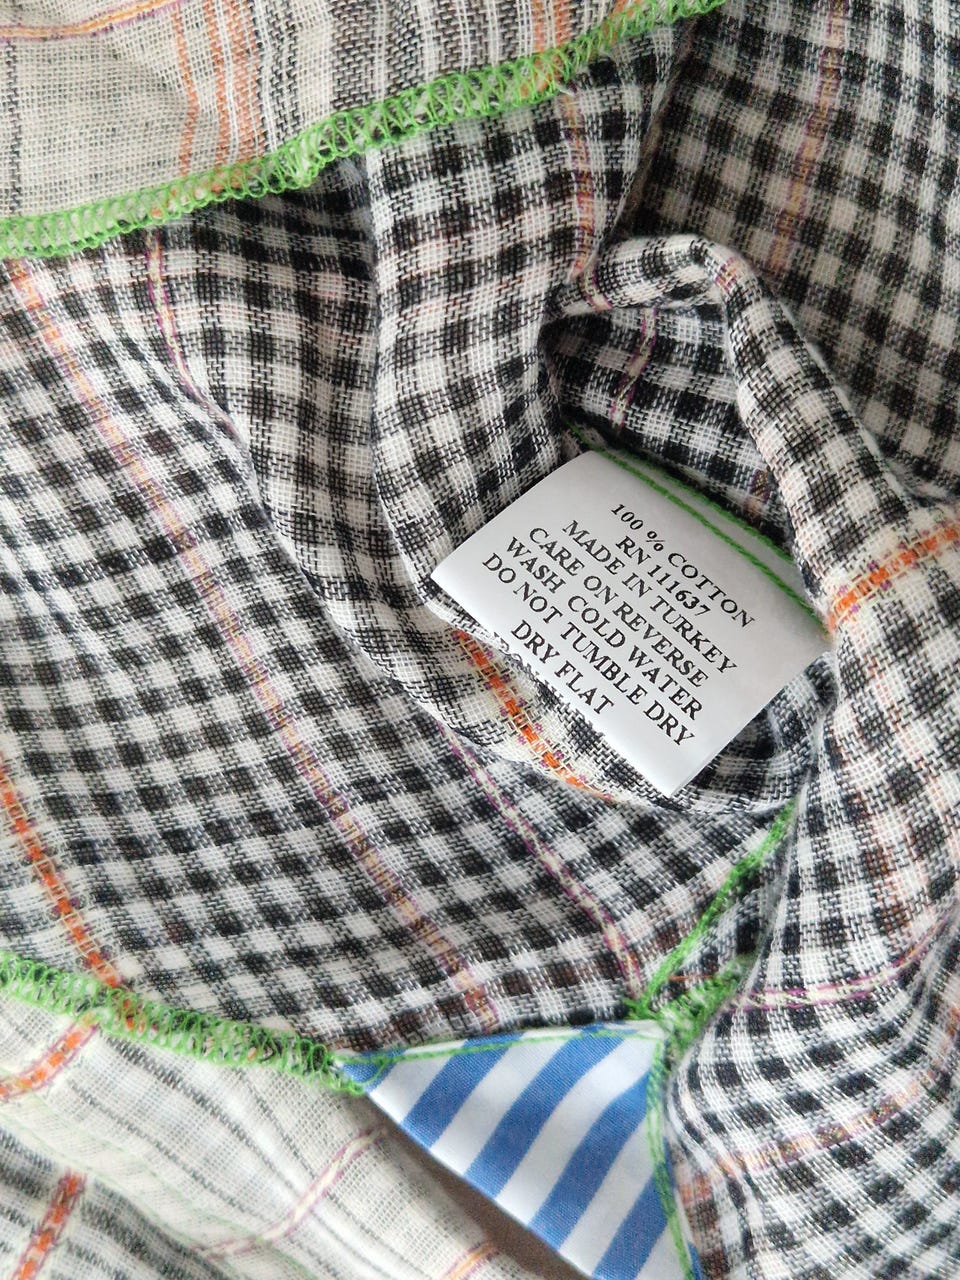 100 % COTTON
RN 111637
MADE IN TURKEY
CARE ON REVERSE
WASH COLD WATER
DO NOT TUMBLE DRY
DRY FLAT